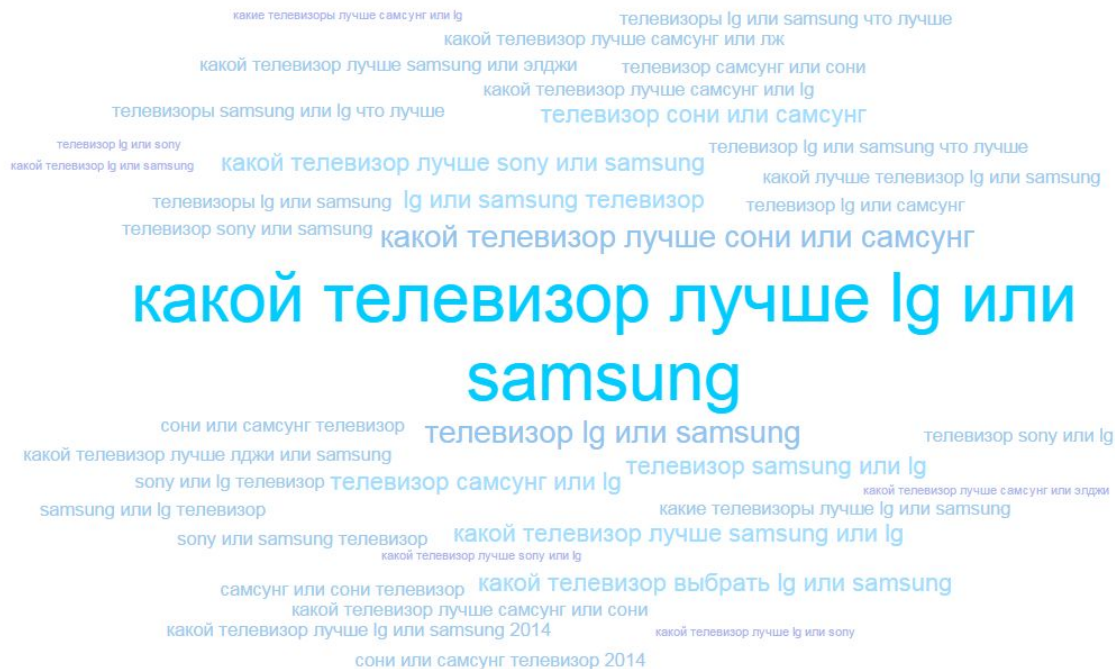 какие телевизоры лучше самсунг или lg
телевизоры lg или samsung что лучше
какой телевизор лучше самсунг или лж
какой телевизор лучше samsung или элджи
телевизор самсунг или сони
какой телевизор лучше самсунг или lg
телевизоры samsung или lg что лучше
телевизор сони или самсунг
телевизор lg или sony
телевизор lg или samsung что лучше
какой телевизор lg или samsung
какой телевизор лучше sony или samsung
какой лучше телевизор lg или samsung
телевизоры lg или samsung
lg или samsung телевизор
телевизор lg или самсунг
телевизор sony или samsung
какой телевизор лучше сони или самсунг
какой телевизор лучше lg или
samsung
сони или самсунг телевизор
телевизор lg или samsung
телевизор sony или lg
какой телевизор лучше лджи или samsung
телевизор samsung или lg
sony или lg телевизор
телевизор самсунг или lg
какой телевизор лучше самсунг или элджи
samsung или lg телевизор
какие телевизоры лучше lg или samsung
sony или samsung телевизор
какой телевизор лучше samsung или lg
какой телевизор лучше sony или lg
самсунг или сони телевизор
какой телевизор выбрать lg или samsung
какой телевизор лучше самсунг или сони
какой телевизор лучше lg или samsung 2014
какой телевизор лучше lg или sony
сони или самсунг телевизор 2014